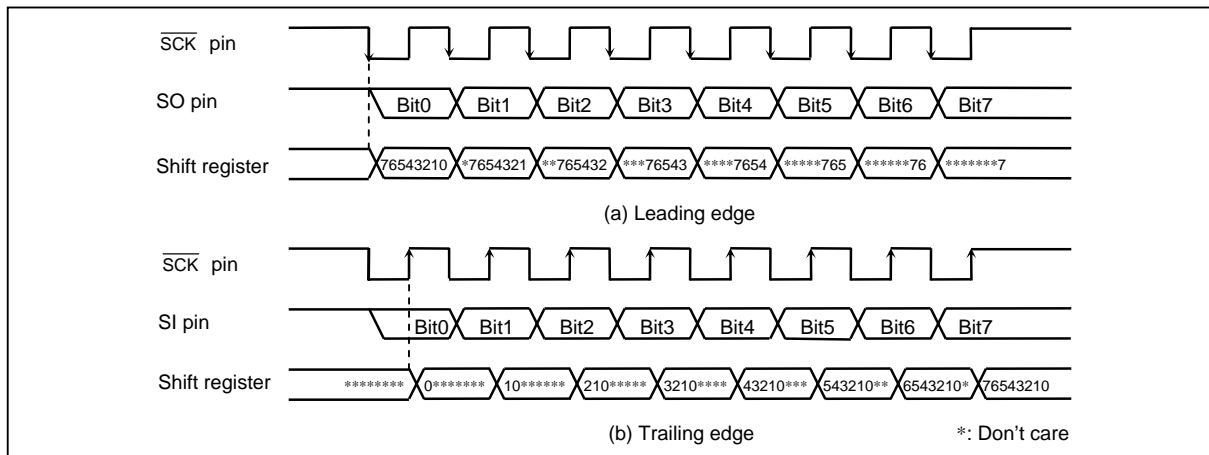 SCK pin
SO pin Bit0 Bit1 Bit2 Bit3 Bit4 Bit5 Bit6 Bit7
Shift register 76543210 *7654321 **765432 ***76543 ****7654 *****765 ******76 *******7
(a) Leading edge
SCK pin
SI pin Bit0 Bit1 Bit2 Bit3 Bit4 Bit5 Bit6 Bit7
Shift register ******** 0******* 10****** 210***** 3210**** 43210*** 543210** 6543210* 76543210
(b) Trailing edge *: Don't care